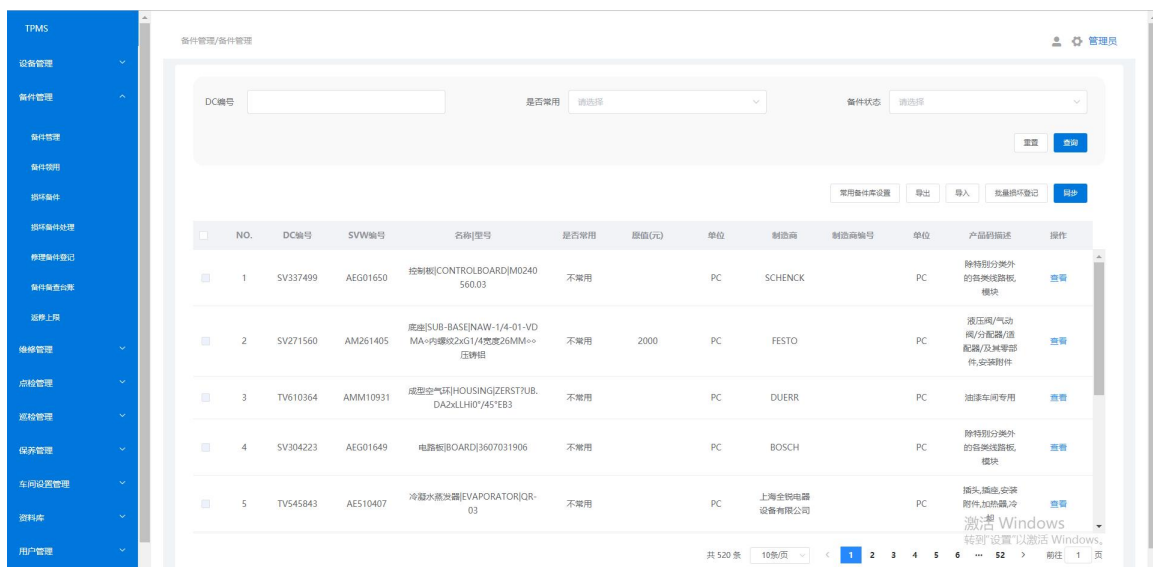 TPMS
设备管理
备件管理
备件管理
备件领用
损坏备件
损坏备件处理
修理备件登记
备件备查台账
返修上限
维修管理
点检管理
巡检管理
保养管理
车间设置管理
资料库
用户管理
备件管理/备件管理
管理员
DC编号
是否常用 请选择
备件状态 请选择
重置 查询
常用备件库设置 导出 导入 批量损坏登记 同步
NO. DC编号 SVW编号 名称|型号 是否常用 限值(元) 单位 制造商 制造商编号 单位 产品码描述 操作
1 SV337499 AEG01650 控制板|CONTROLBOARD|M0240
560.03
不常用 PC SCHENCK PC
除特别分类外
的各类线路板,
模块
查看
2 SV271560 AM261405
底座|SUB-BASE|NAW-1/4-01-VD
MA○内螺纹2xG1/4宽度26MM○○
压铸铝
不常用 2000 PC FESTO PC
液压阀/气动
阀/分配器/适
配器/及其零部
件,安装附件
查看
3 TV610364 AMM10931
成型空气环|HOUSING|ZERST?UB.
DA2xLLHI0°/45°EB3
不常用 PC DUERR PC 油漆车间专用 查看
4 SV304223 AEG01649 电路板|BOARD|3607031906 不常用 PC BOSCH PC
除特别分类外
的各类线路板,
模块
查看
5 TV545843 AE510407
冷凝水蒸发器|EVAPORATOR|QR-
03
不常用 PC
上海全锐电器
设备有限公司
PC
插头,插座,安装
附件,加热器,冷
却
查看
激活 Windows
转到"设置"以激活 Windows。
共 520 条 10条/页 < 1 2 3 4 5 6 ··· 52 > 前往 1 页